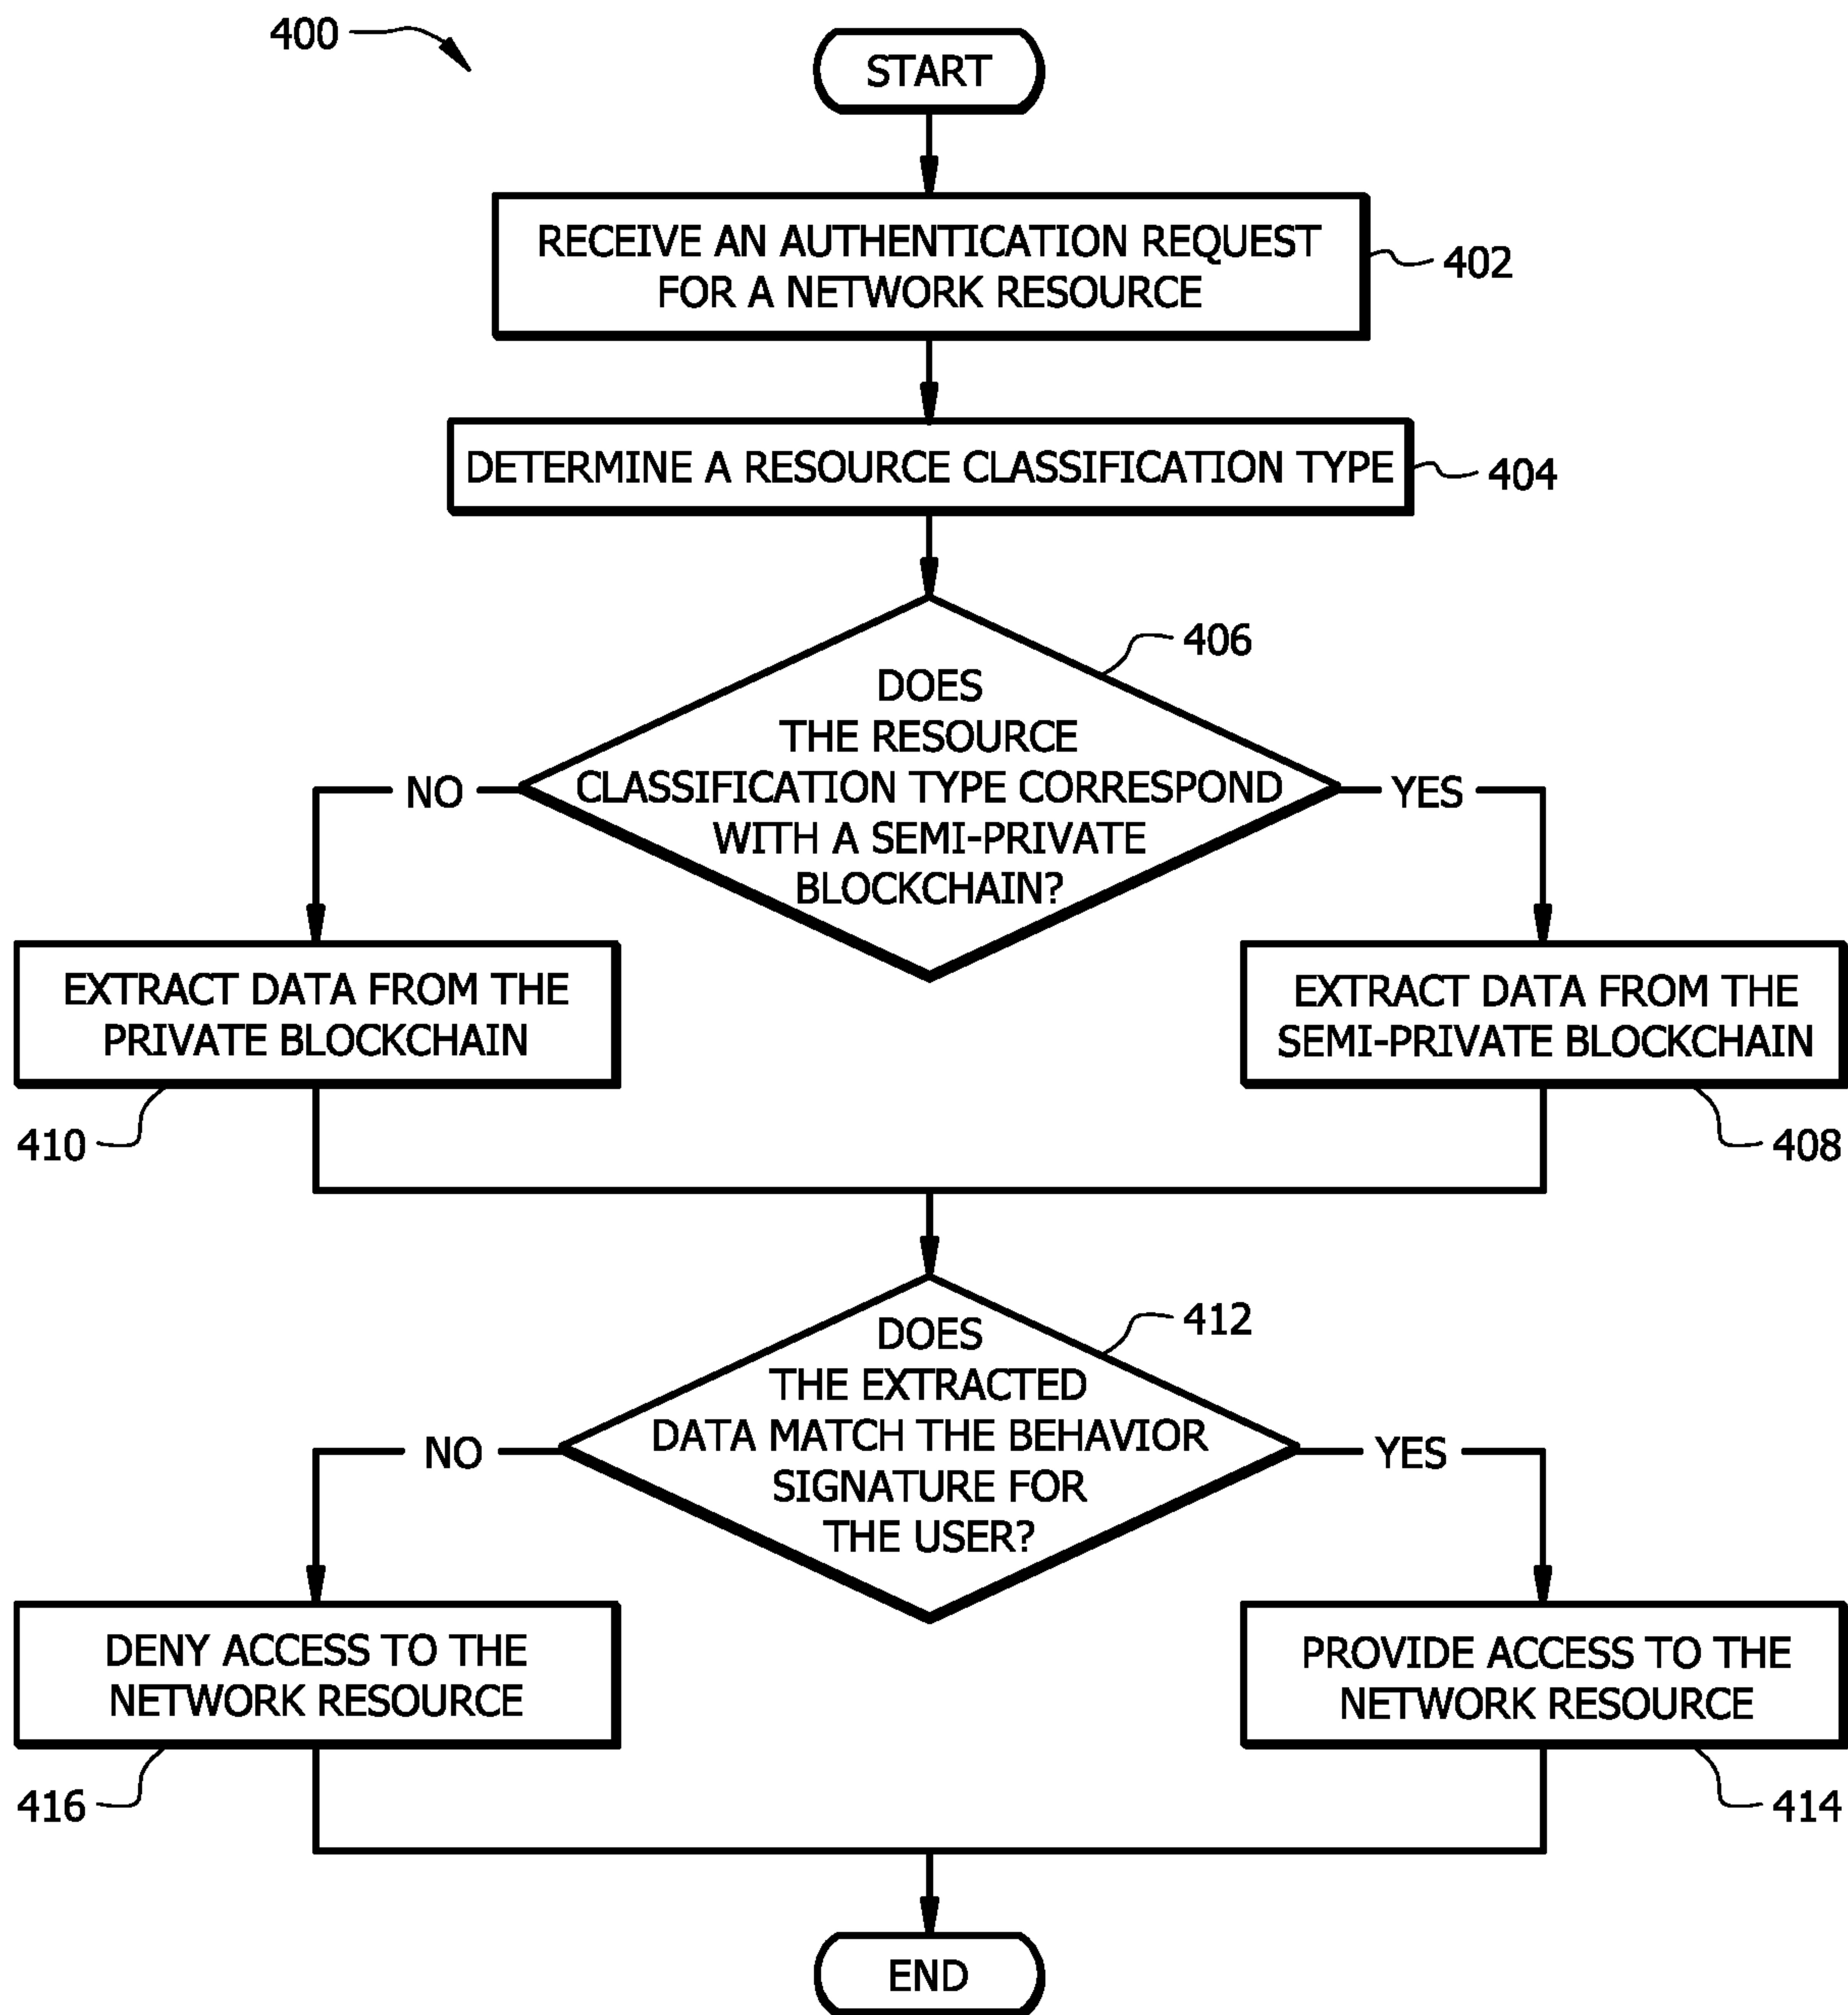 400
START
RECEIVE AN AUTHENTICATION REQUEST
FOR A NETWORK RESOURCE
402
DETERMINE A RESOURCE CLASSIFICATION TYPE
404
406
DOES
THE RESOURCE
CLASSIFICATION TYPE CORRESPOND
WITH A SEMI-PRIVATE
BLOCKCHAIN?
NO
YES
EXTRACT DATA FROM THE
PRIVATE BLOCKCHAIN
410
EXTRACT DATA FROM THE
SEMI-PRIVATE BLOCKCHAIN
408
412
DOES
THE EXTRACTED
DATA MATCH THE BEHAVIOR
SIGNATURE FOR
THE USER?
NO
YES
DENY ACCESS TO THE
NETWORK RESOURCE
416
PROVIDE ACCESS TO THE
NETWORK RESOURCE
414
END